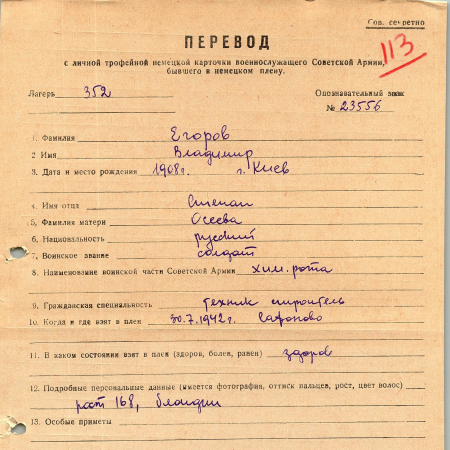 Сов. секретно
ПЕРЕВОД
113
с личной трофейной немецкой карточки военнослужащего Советской Армии,
бывшего в немецком плену.
Лагерь 352
Опознавательный знак
№ 23556
1. Фамилия Егоров
2 Имя Владимир
3. Дата и место рождения 1908г. г. Киев
4. Имя отца Степан
5. Фамилия матери Осеева
6. Национальность русский
7. Воинское звание солдат
8. Наименование воинской части Советской Армии хим. рота
9. Гражданская специальность техник строитель
10. Когда и где взят в плен 30.7.1942г. Сафоново
11. В каком состоянии взят в плен (здоров, болен, ранен) здоров
12. Подробные персональные данные (имеется фотография, оттиск пальцев, рост, цвет волос)
рост 168, блондин
13. Особые приметы